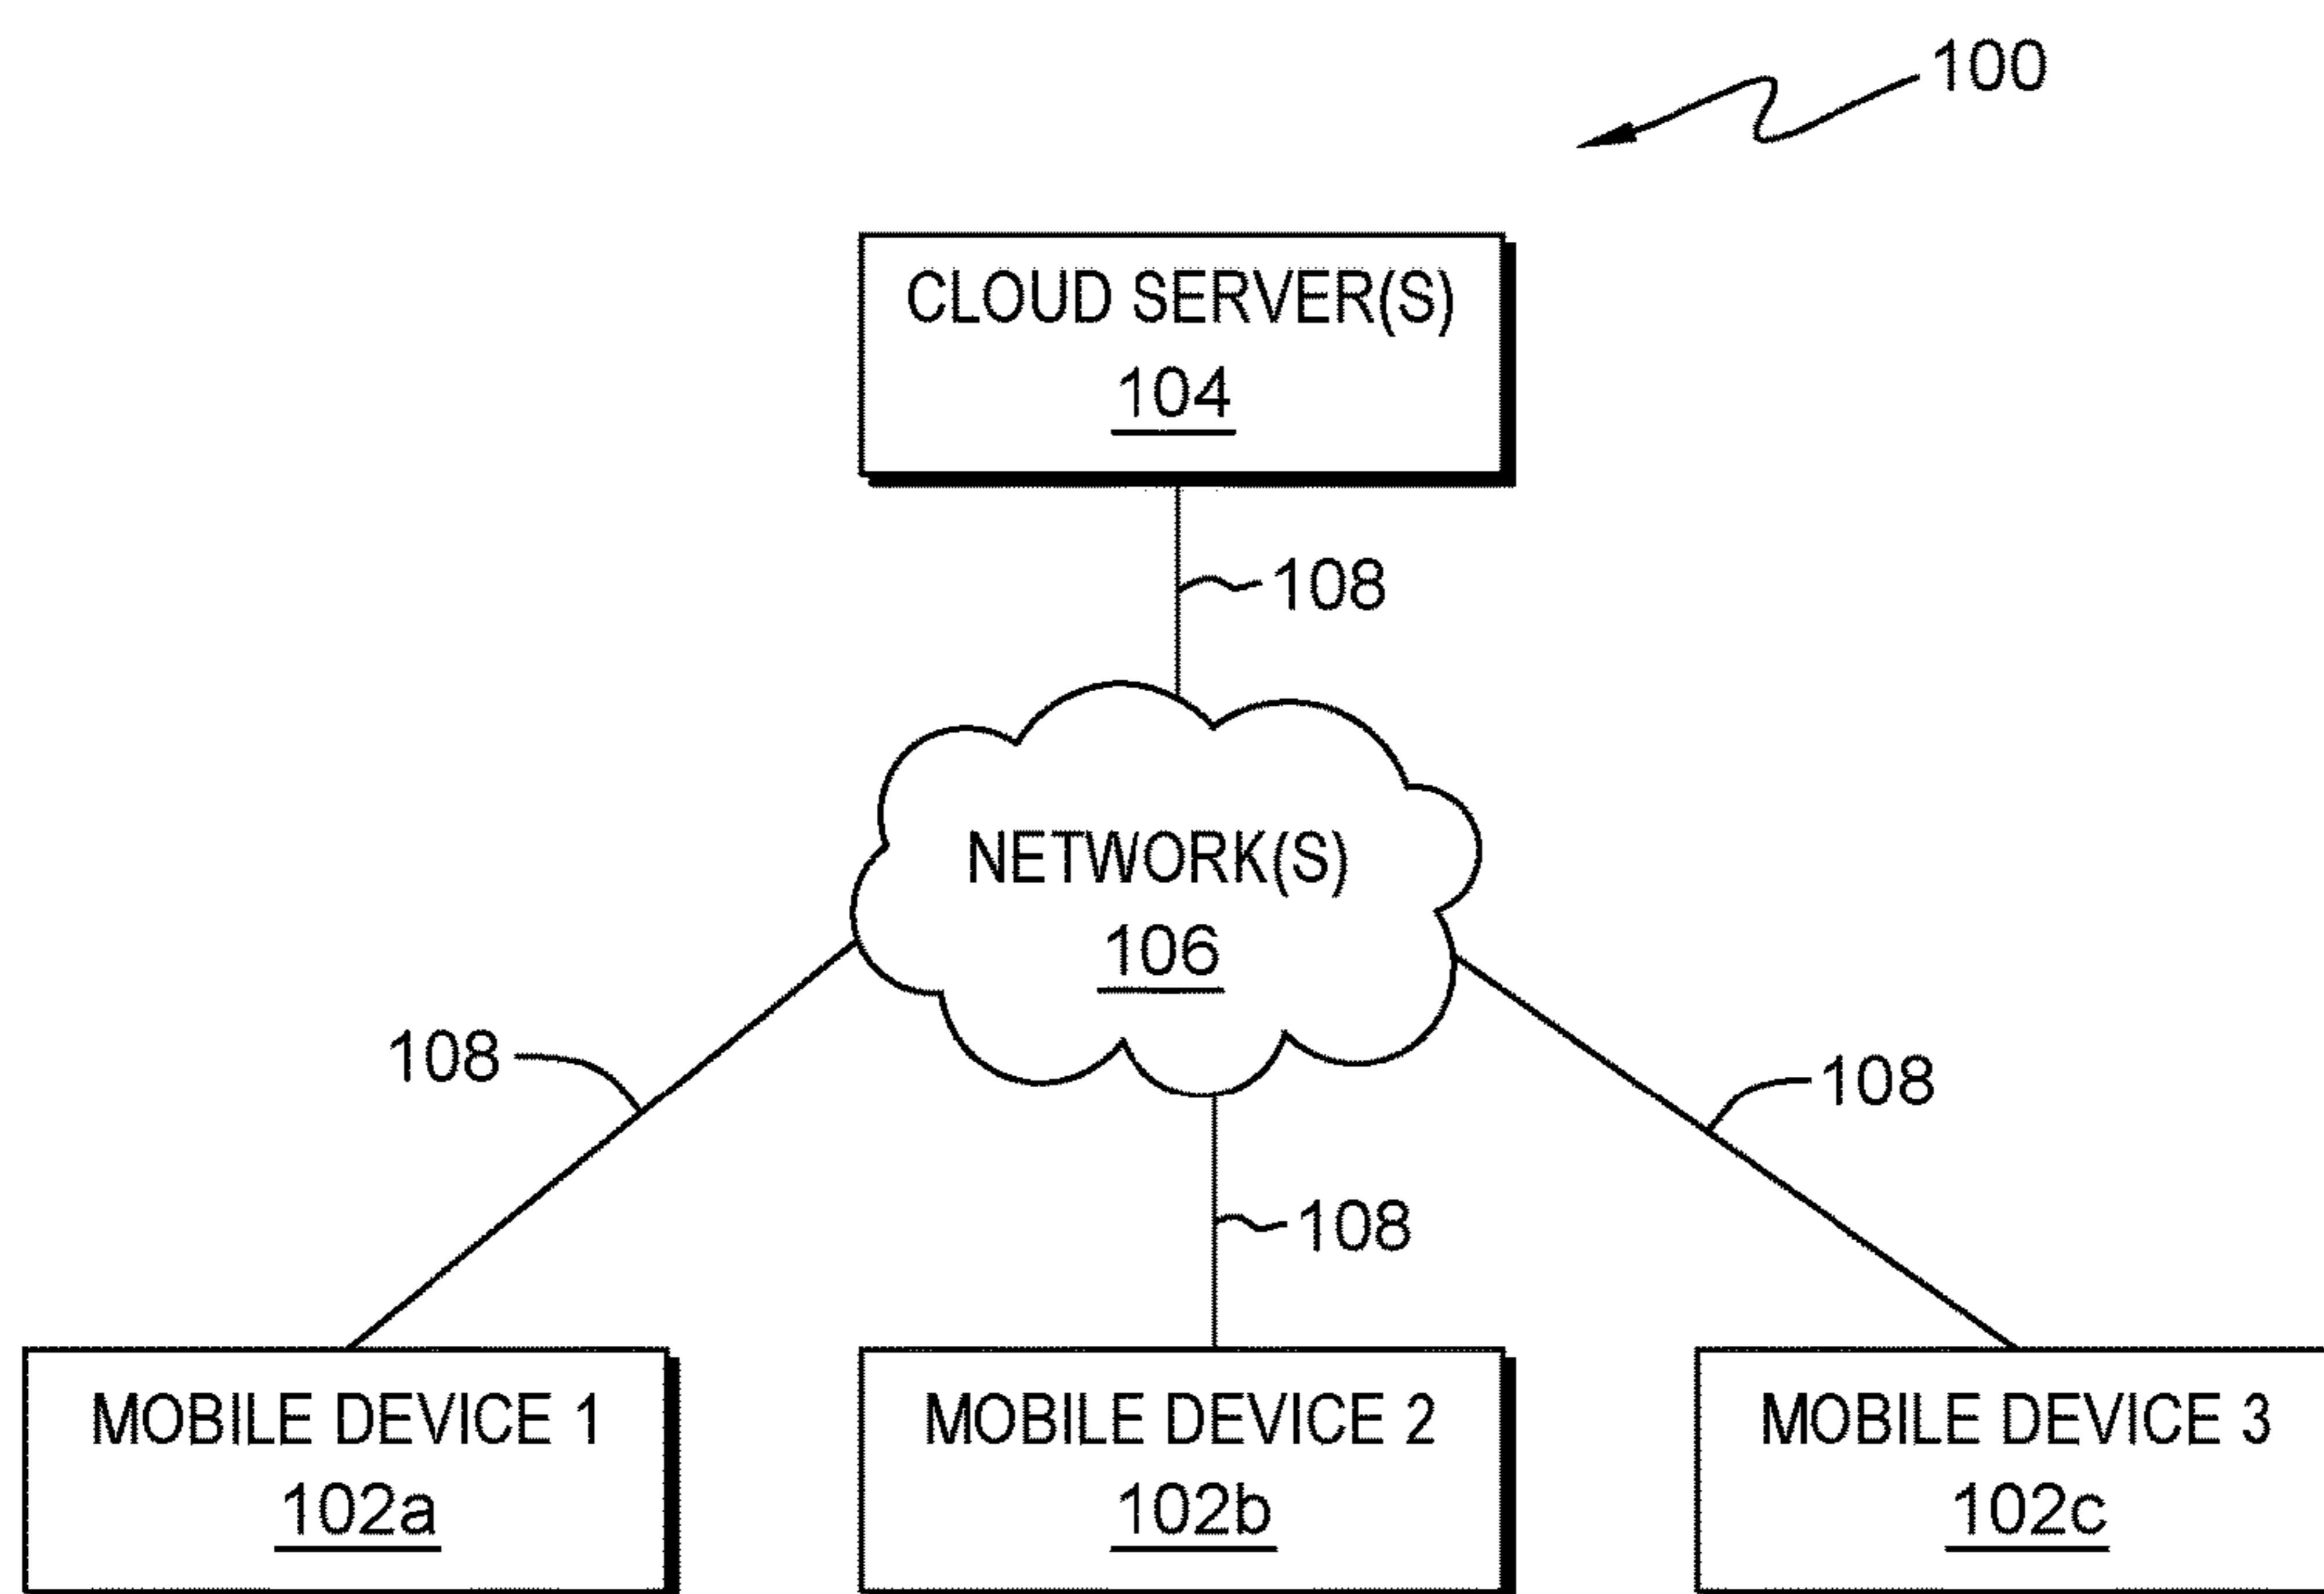 100
CLOUD SERVER(S)
104
108
NETWORK(S)
106
108
108
108
MOBILE DEVICE 1
102a
MOBILE DEVICE 2
102b
MOBILE DEVICE 3
102c